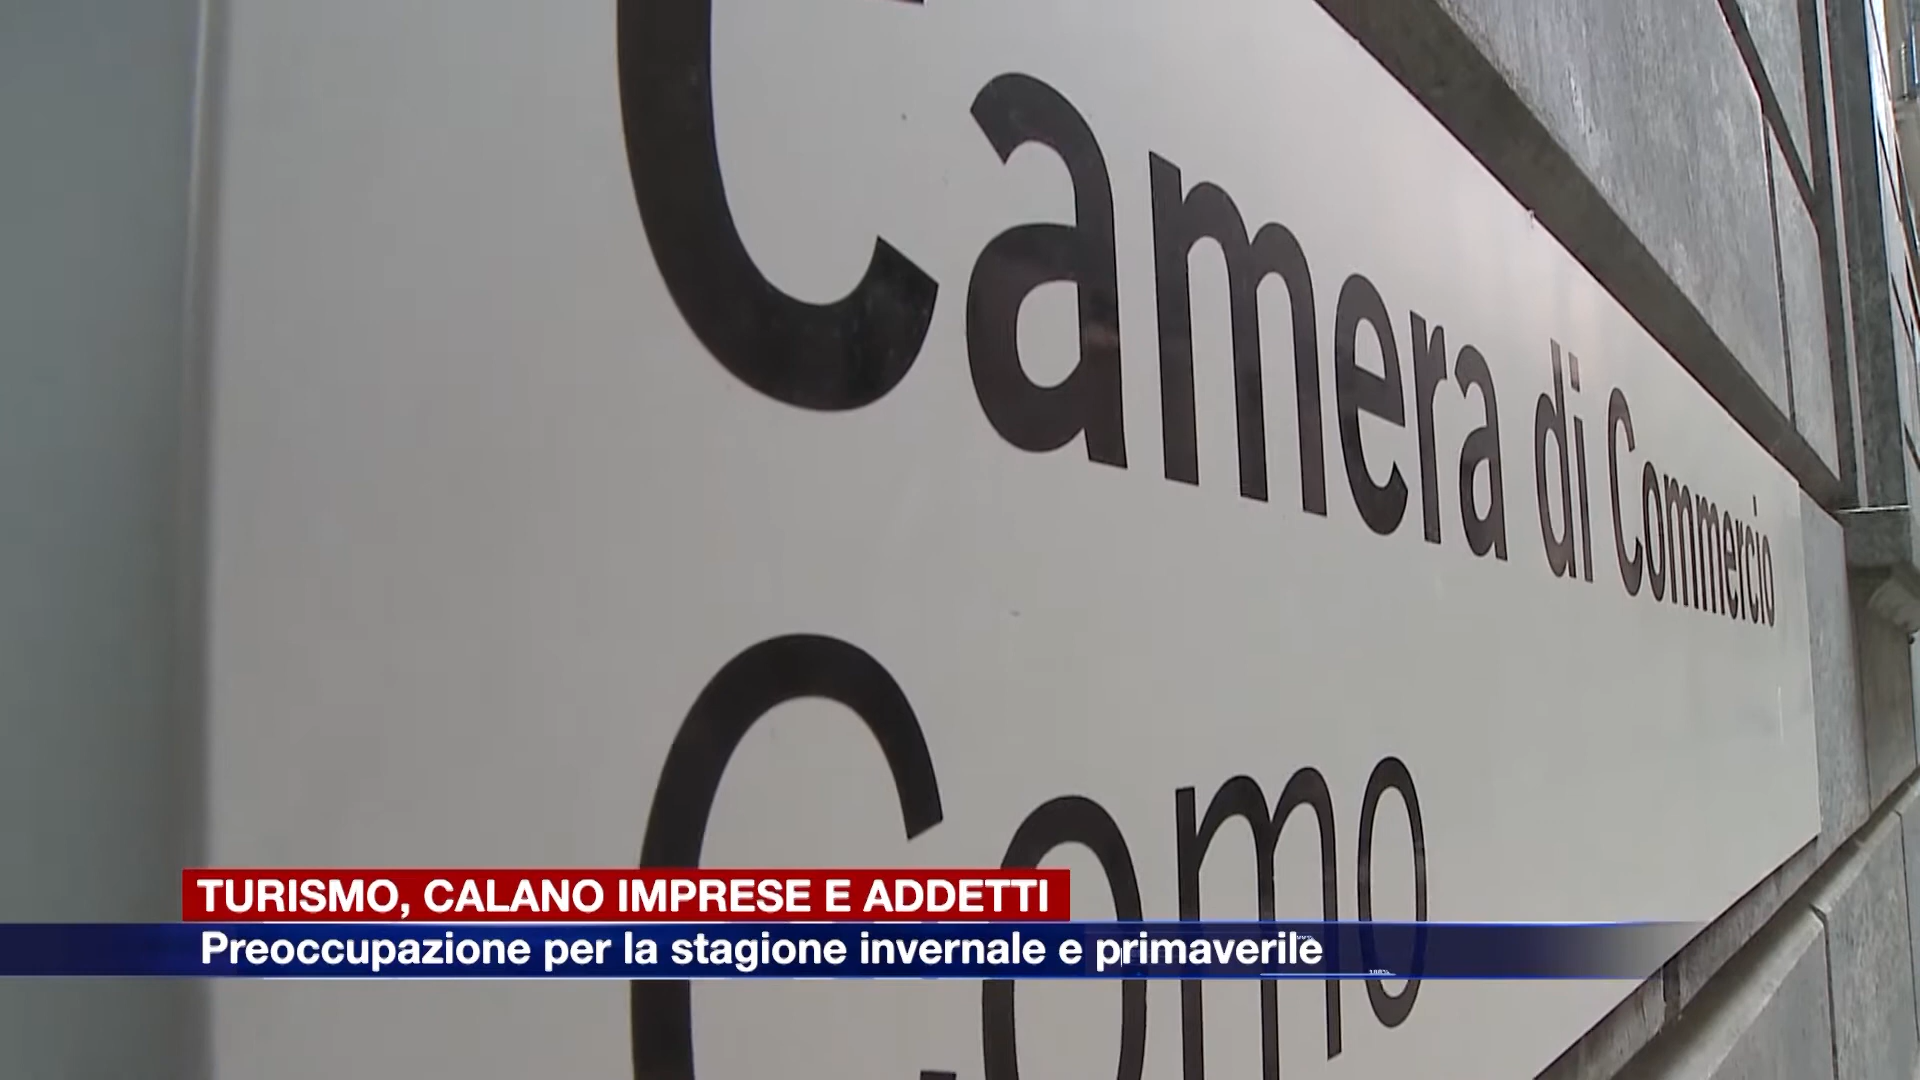 Camera di Commercio
Como
TURISMO, CALANO IMPRESE E ADDETTI
Preoccupazione per la stagione invernale e primaverile